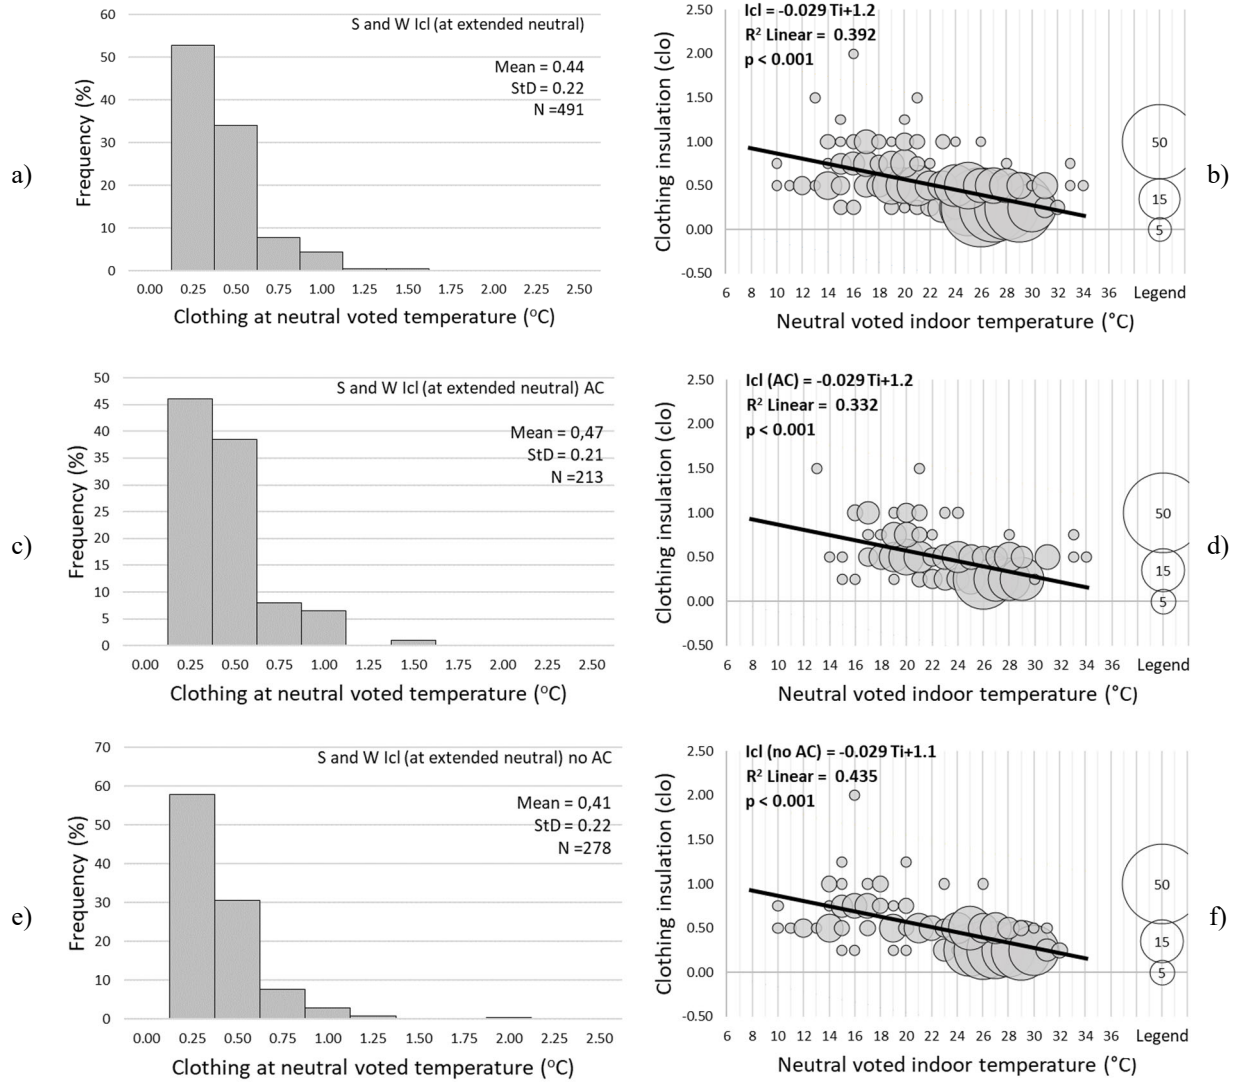 a)
S and W Icl (at extended neutral)
Mean = 0.44
StD = 0.22
N =491
Frequency (%)
60
50
40
30
20
10
0
0.00 0.25 0.50 0.75 1.00 1.25 1.50 1.75 2.00 2.25 2.50
Clothing at neutral voted temperature (ºC)
b)
Icl = -0.029 Ti+1.2
R² Linear = 0.392
p < 0.001
Clothing insulation (clo)
2.50
2.00
1.50
1.00
0.50
0.00
-0.50
50
15
5
6 8 10 12 14 16 18 20 22 24 26 28 30 32 34 36 Legend
Neutral voted indoor temperature (°C)
c)
S and W Icl (at extended neutral) AC
Mean = 0,47
StD = 0.21
N =213
Frequency (%)
50
45
40
35
30
25
20
15
10
5
0
0.00 0.25 0.50 0.75 1.00 1.25 1.50 1.75 2.00 2.25 2.50
Clothing at neutral voted temperature (ºC)
d)
Icl (AC) = -0.029 Ti+1.2
R² Linear = 0.332
p < 0.001
Clothing insulation (clo)
2.50
2.00
1.50
1.00
0.50
0.00
-0.50
50
15
5
6 8 10 12 14 16 18 20 22 24 26 28 30 32 34 36 Legend
Neutral voted indoor temperature (°C)
e)
S and W Icl (at extended neutral) no AC
Mean = 0,41
StD = 0.22
N =278
Frequency (%)
70
60
50
40
30
20
10
0
0.00 0.25 0.50 0.75 1.00 1.25 1.50 1.75 2.00 2.25 2.50
Clothing at neutral voted temperature (ºC)
f)
Icl (no AC) = -0.029 Ti+1.1
R² Linear = 0.435
p < 0.001
Clothing insulation (clo)
2.50
2.00
1.50
1.00
0.50
0.00
-0.50
50
15
5
6 8 10 12 14 16 18 20 22 24 26 28 30 32 34 36 Legend
Neutral voted indoor temperature (°C)